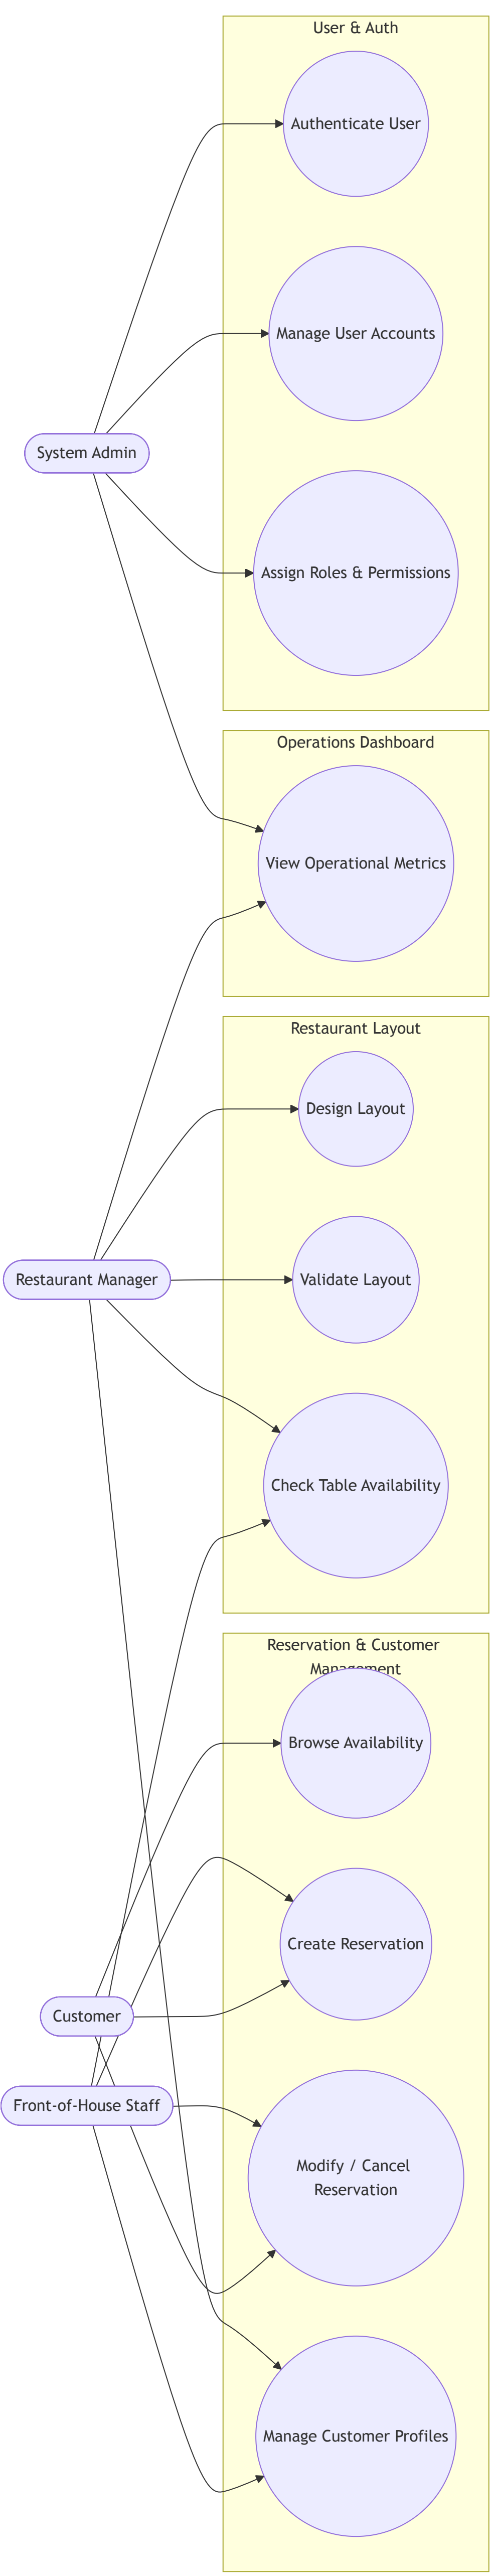 User & Auth
Authenticate User
Manage User Accounts
System Admin
Assign Roles & Permissions
Operations Dashboard
View Operational Metrics
Restaurant Layout
Design Layout
Restaurant Manager
Validate Layout
Check Table Availability
Reservation & Customer
Management
Browse Availability
Create Reservation
Customer
Front-of-House Staff
Modify / Cancel
Reservation
Manage Customer Profiles